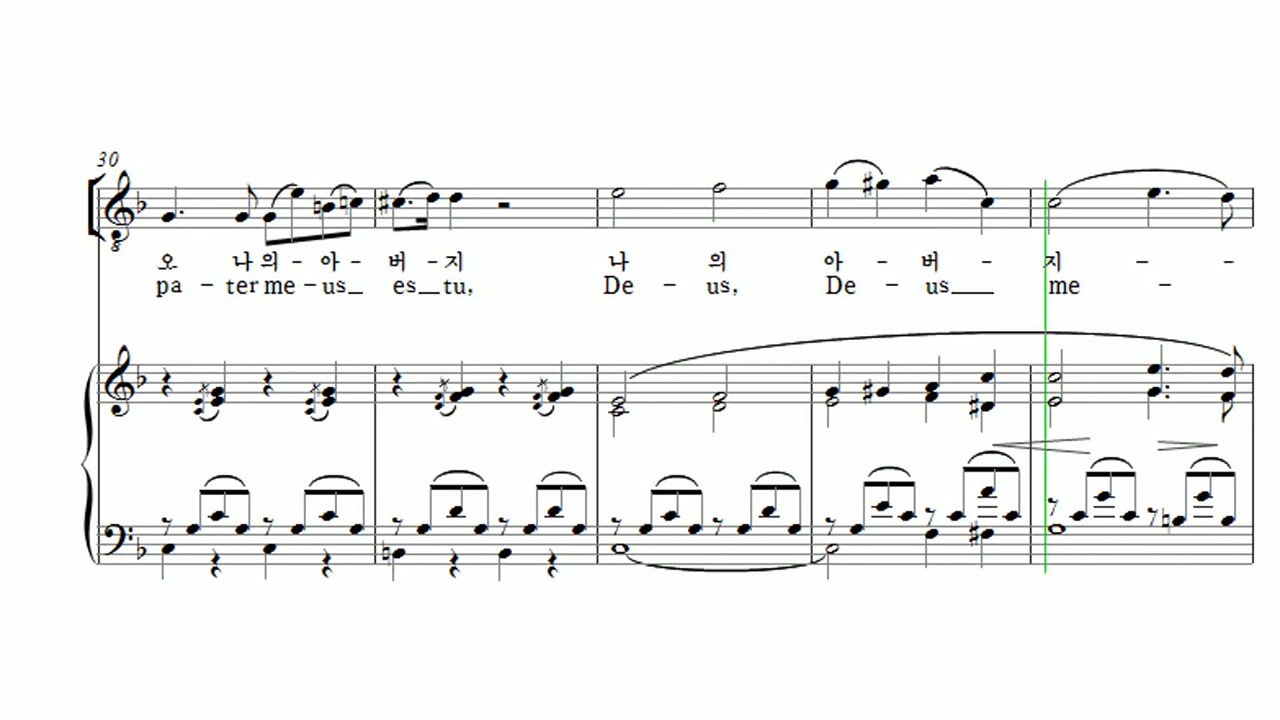 30
오 나의 - 아 - 버 - 지 나 의 아 - 버 - 지 - -
pa - ter me - us_ es_tu, De - us, De - us__ me -